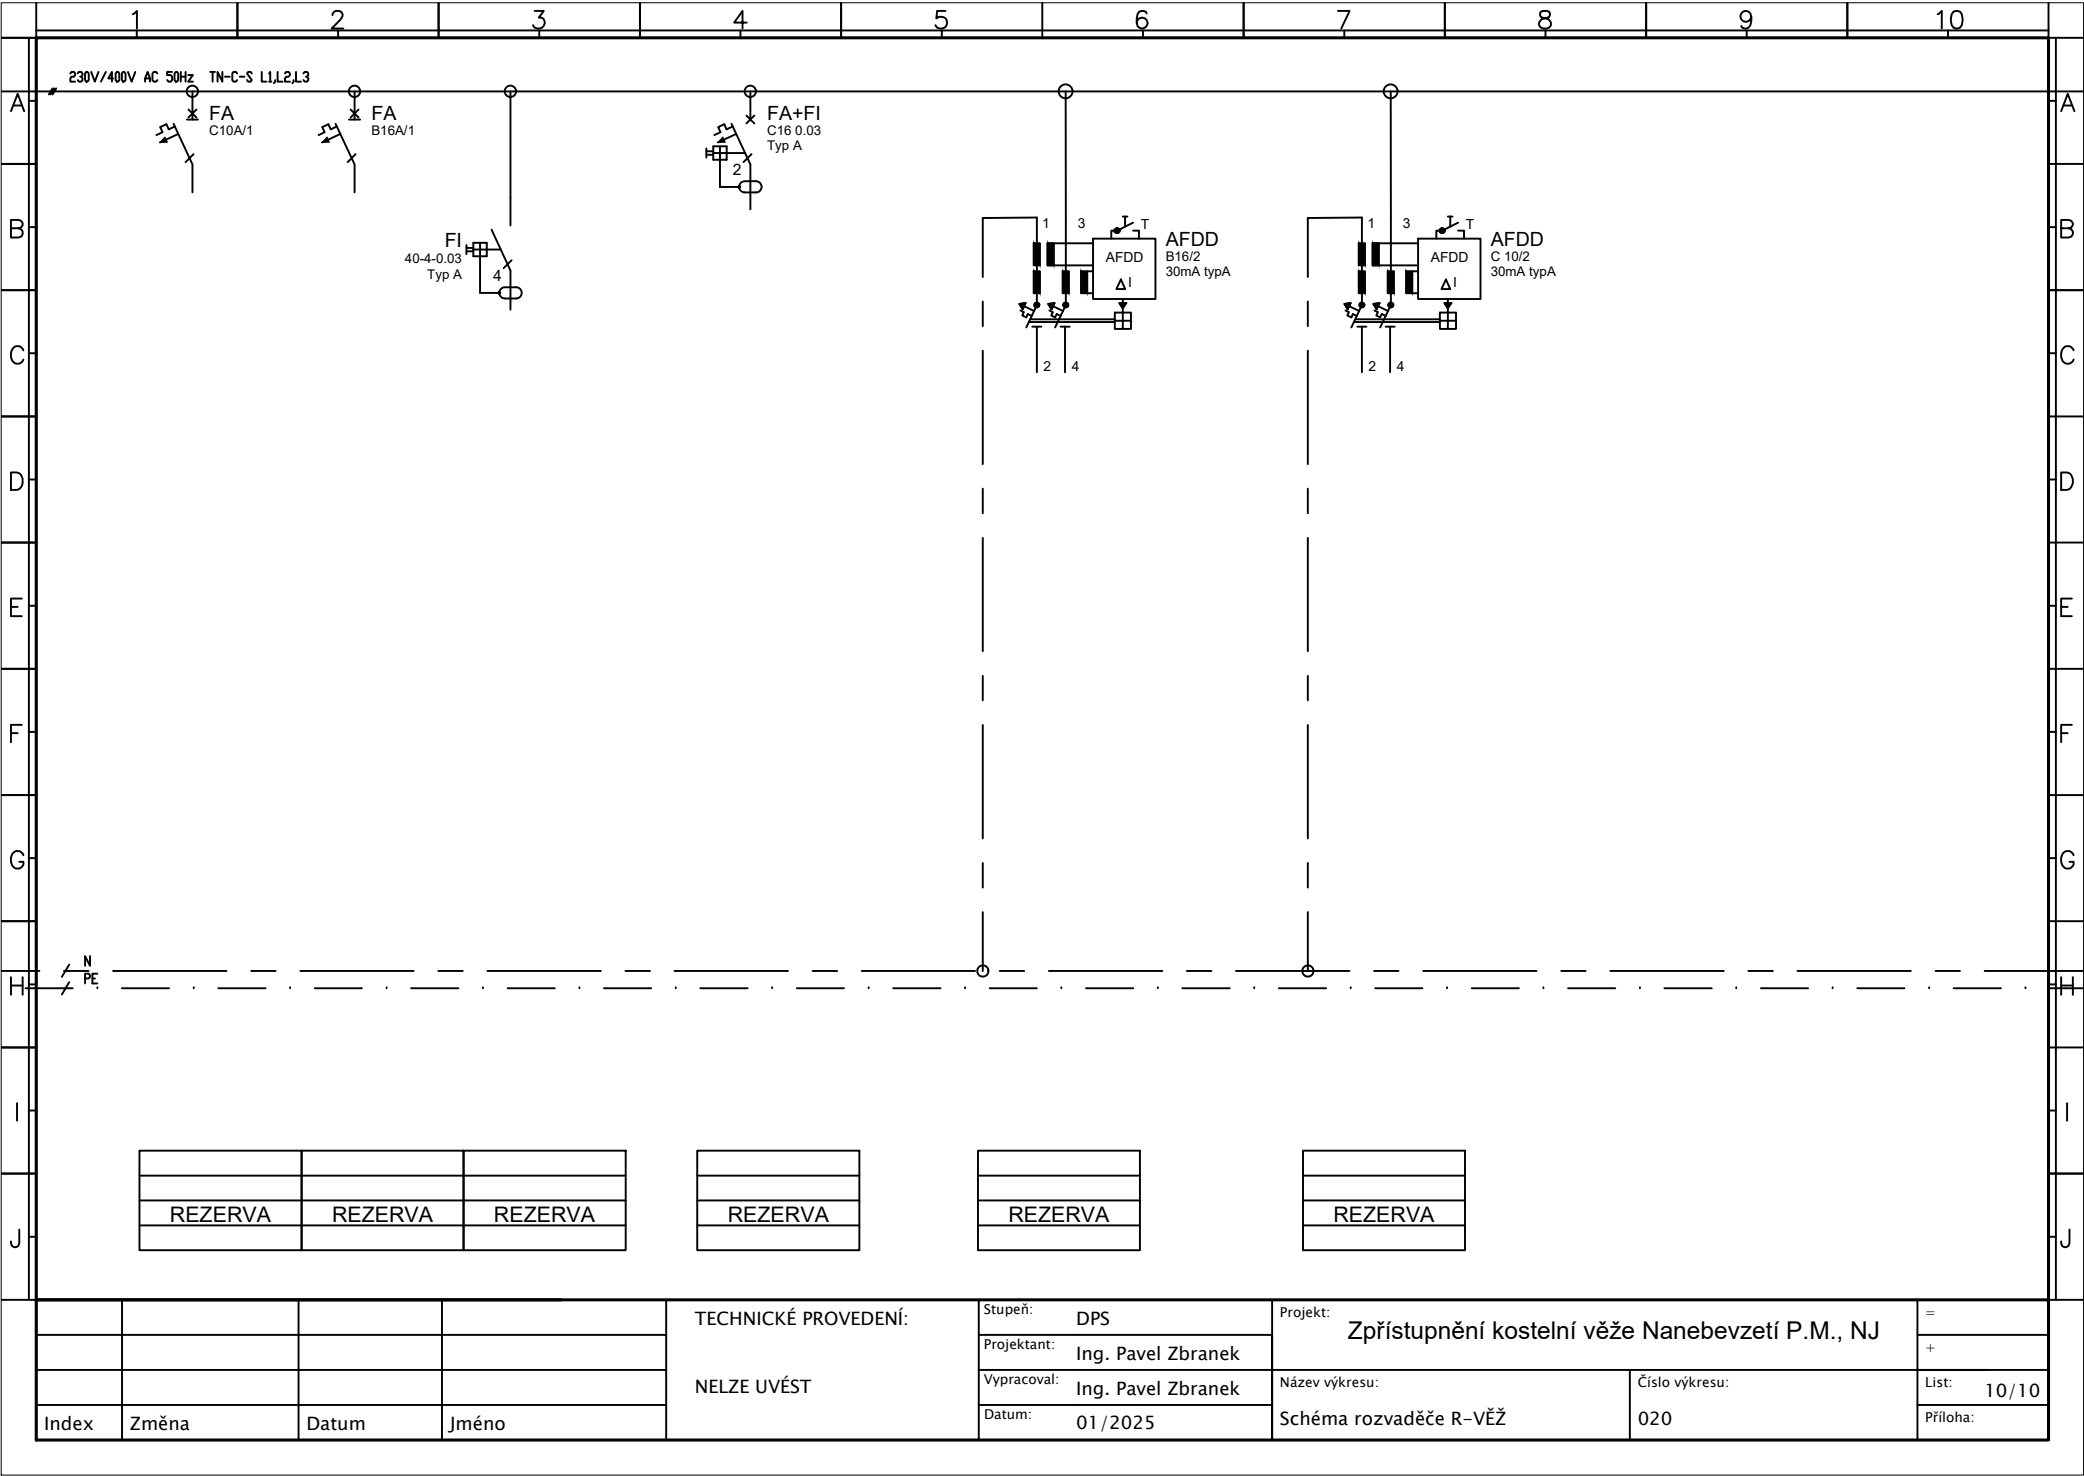 1 2 3 4 5 6 7 8 9 10
230V/400V AC 50Hz TN-C-S L1,L2,L3
A A
FA
C10A/1
FA
B16A/1
FA+FI
C16 0.03
Typ A
2
B B
FI
40-4-0.03
Typ A
4
1 3 T
AFDD
B16/2
30mA typA
AFDD
Δ I
2 4
1 3 T
AFDD
C 10/2
30mA typA
AFDD
Δ I
2 4
C C
D D
E E
F F
G G
N
PE
H H
I I
REZERVA REZERVA REZERVA REZERVA REZERVA REZERVA
J J
Index Změna Datum Jméno
TECHNICKÉ PROVEDENÍ:
NELZE UVÉST
Stupeň: DPS
Projektant: Ing. Pavel Zbranek
Vypracoval: Ing. Pavel Zbranek
Datum: 01/2025
Projekt:
Zpřístupnění kostelní věže Nanebevzetí P.M., NJ
Název výkresu:
Schéma rozvaděče R-VĚŽ
Číslo výkresu:
020
=
+
List: 10/10
Příloha: